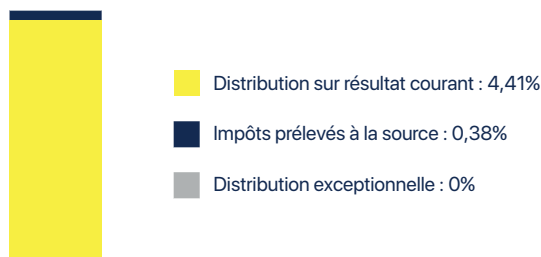 Distribution sur résultat courant : 4,41%
Impôts prélevés à la source : 0,38%
Distribution exceptionnelle : 0%